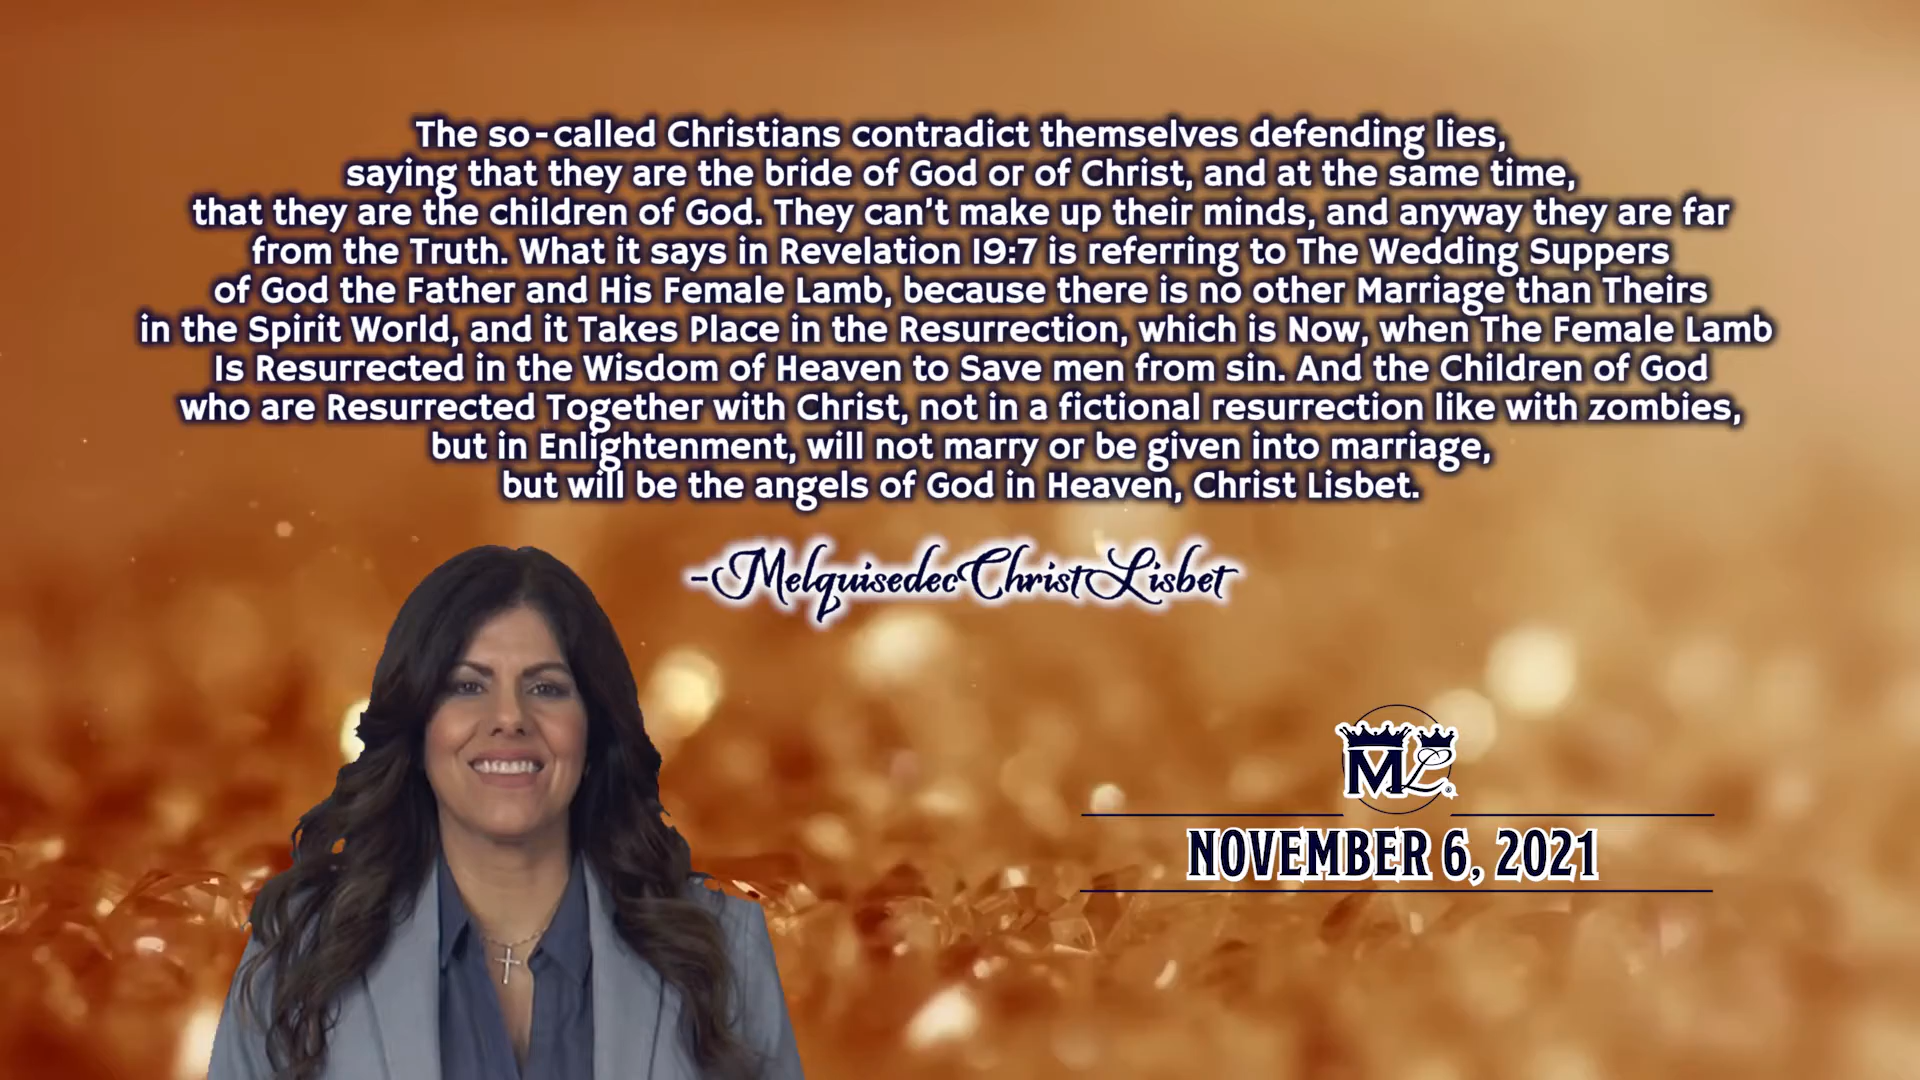 The so-called Christians contradict themselves defending lies,
saying that they are the bride of God or of Christ, and at the same time,
that they are the children of God. They can't make up their minds, and anyway they are far
from the Truth. What it says in Revelation 19:7 is referring to The Wedding Suppers
of God the Father and His Female Lamb, because there is no other Marriage than Theirs
in the Spirit World, and it Takes Place in the Resurrection, which is Now, when The Female Lamb
Is Resurrected in the Wisdom of Heaven to Save men from sin. And the Children of God
who are Resurrected Together with Christ, not in a fictional resurrection like with zombies,
but in Enlightenment, will not marry or be given into marriage,
but will be the angels of God in Heaven, Christ Lisbet.
-MelquisedecChristLisbet
ML®
NOVEMBER 6, 2021